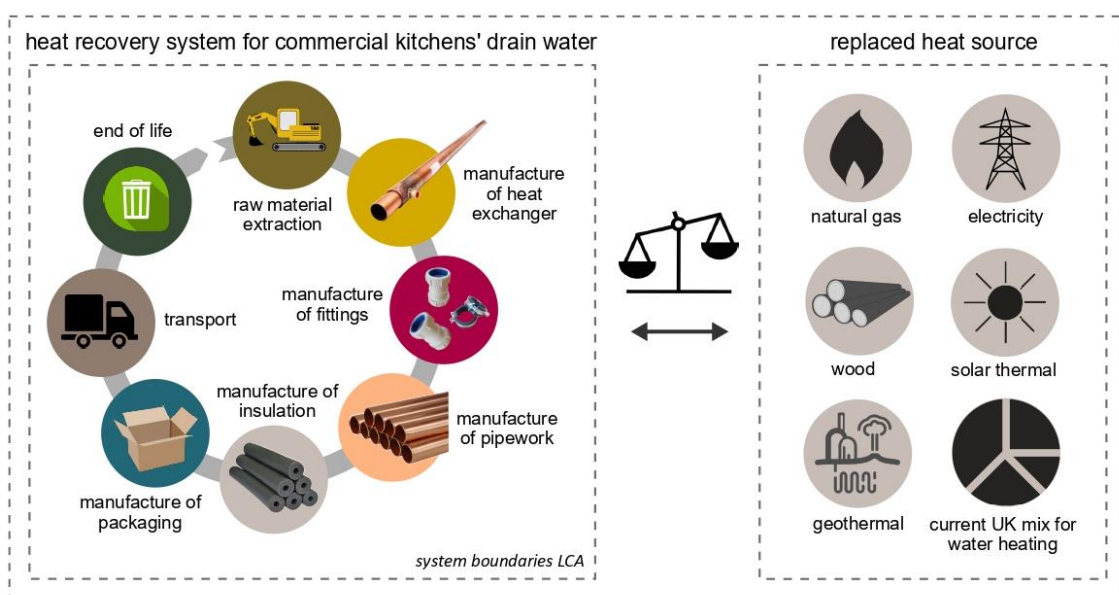 heat recovery system for commercial kitchens' drain water
replaced heat source
end of life
raw material
extraction
manufacture
of heat
exchanger
manufacture
of fittings
transport
manufacture of
insulation
manufacture
of pipework
manufacture of
packaging
system boundaries LCA
natural gas
electricity
wood
solar thermal
geothermal
current UK mix for
water heating